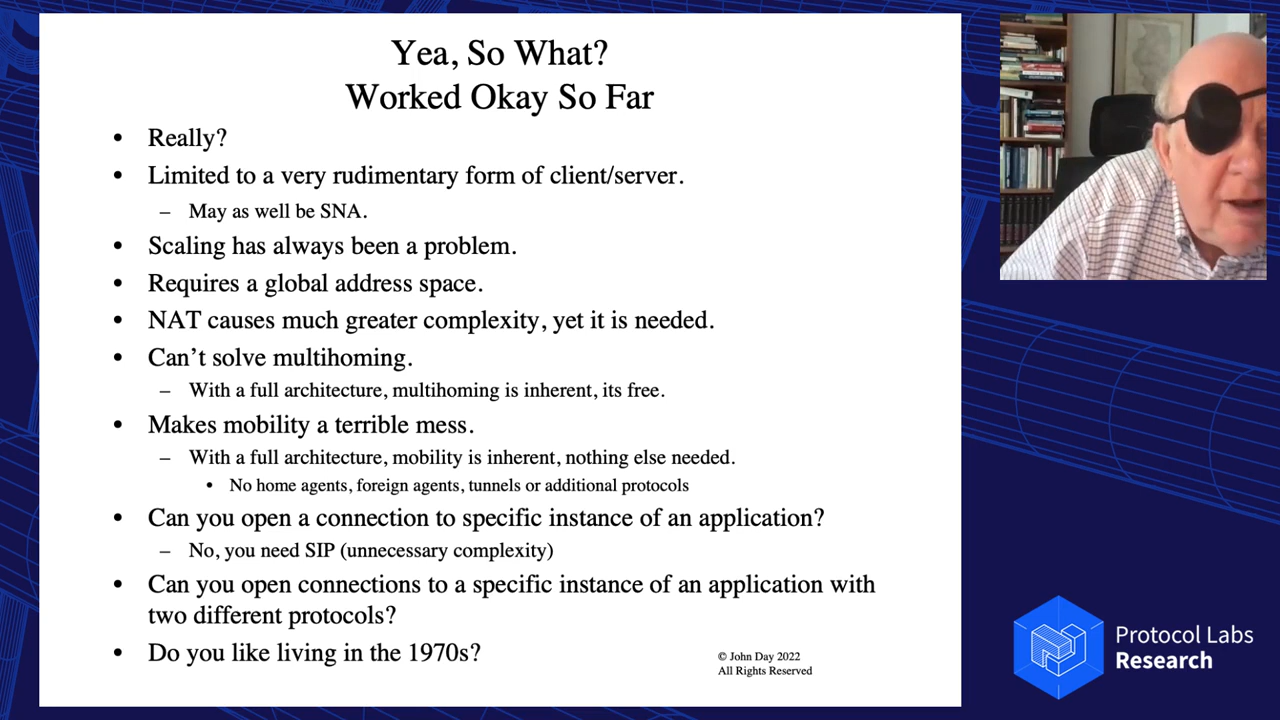 Yea, So What?
Worked Okay So Far
• Really?
• Limited to a very rudimentary form of client/server.
– May as well be SNA.
• Scaling has always been a problem.
• Requires a global address space.
• NAT causes much greater complexity, yet it is needed.
• Can't solve multihoming.
– With a full architecture, multihoming is inherent, its free.
• Makes mobility a terrible mess.
– With a full architecture, mobility is inherent, nothing else needed.
• No home agents, foreign agents, tunnels or additional protocols
• Can you open a connection to specific instance of an application?
– No, you need SIP (unnecessary complexity)
• Can you open connections to a specific instance of an application with
two different protocols?
• Do you like living in the 1970s?
© John Day 2022
All Rights Reserved
Protocol Labs
Research